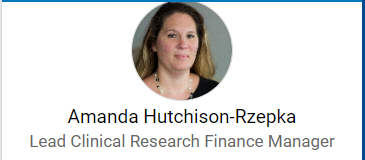 Amanda Hutchison-Rzepka
Lead Clinical Research Finance Manager